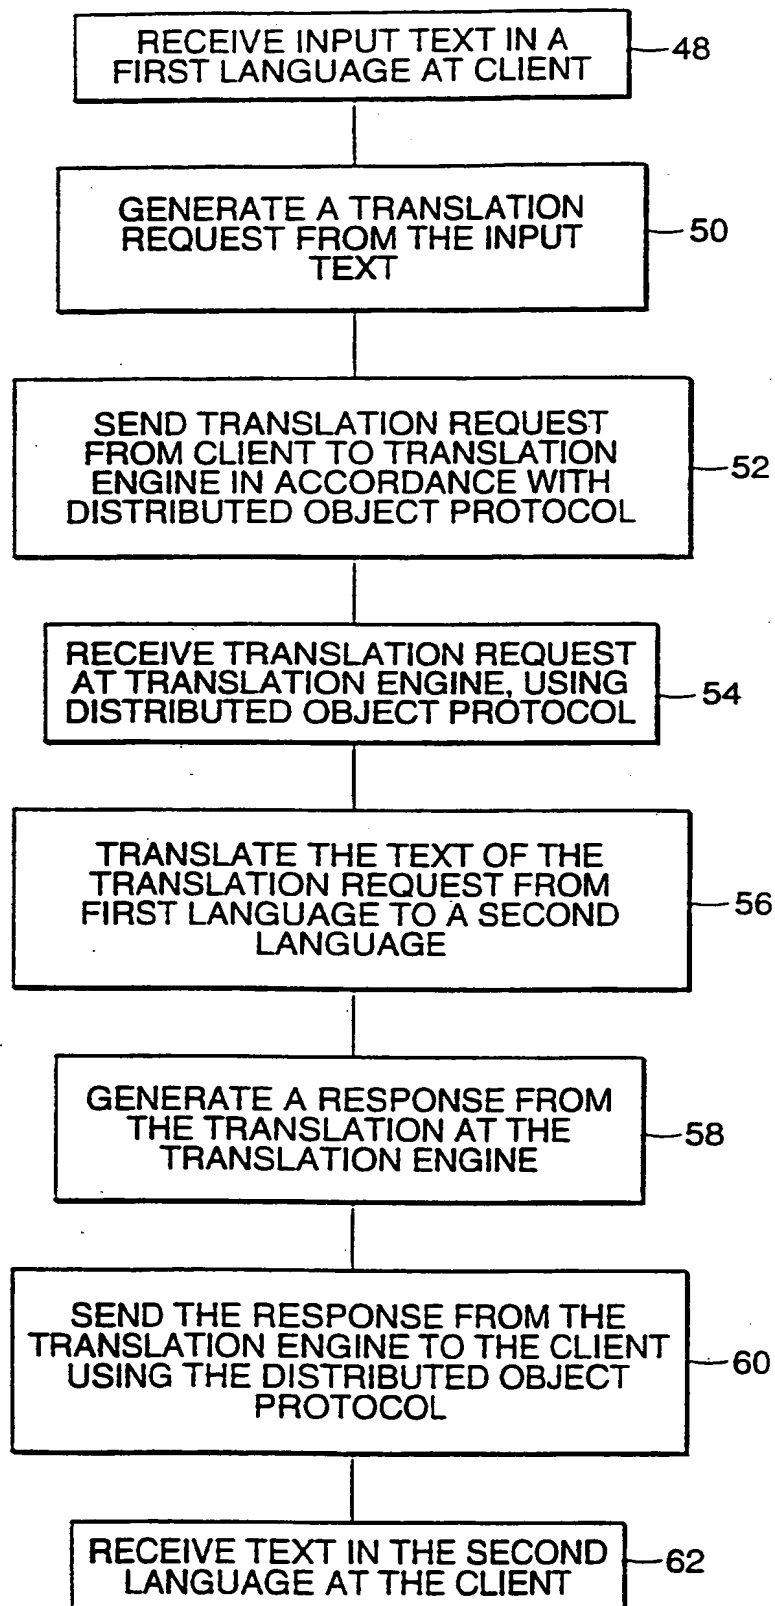 RECEIVE INPUT TEXT IN A
FIRST LANGUAGE AT CLIENT
48
GENERATE A TRANSLATION
REQUEST FROM THE INPUT
TEXT
50
SEND TRANSLATION REQUEST
FROM CLIENT TO TRANSLATION
ENGINE IN ACCORDANCE WITH
DISTRIBUTED OBJECT PROTOCOL
52
RECEIVE TRANSLATION REQUEST
AT TRANSLATION ENGINE, USING
DISTRIBUTED OBJECT PROTOCOL
54
TRANSLATE THE TEXT OF THE
TRANSLATION REQUEST FROM
FIRST LANGUAGE TO A SECOND
LANGUAGE
56
GENERATE A RESPONSE FROM
THE TRANSLATION AT THE
TRANSLATION ENGINE
58
SEND THE RESPONSE FROM THE
TRANSLATION ENGINE TO THE CLIENT
USING THE DISTRIBUTED OBJECT
PROTOCOL
60
RECEIVE TEXT IN THE SECOND
LANGUAGE AT THE CLIENT
62